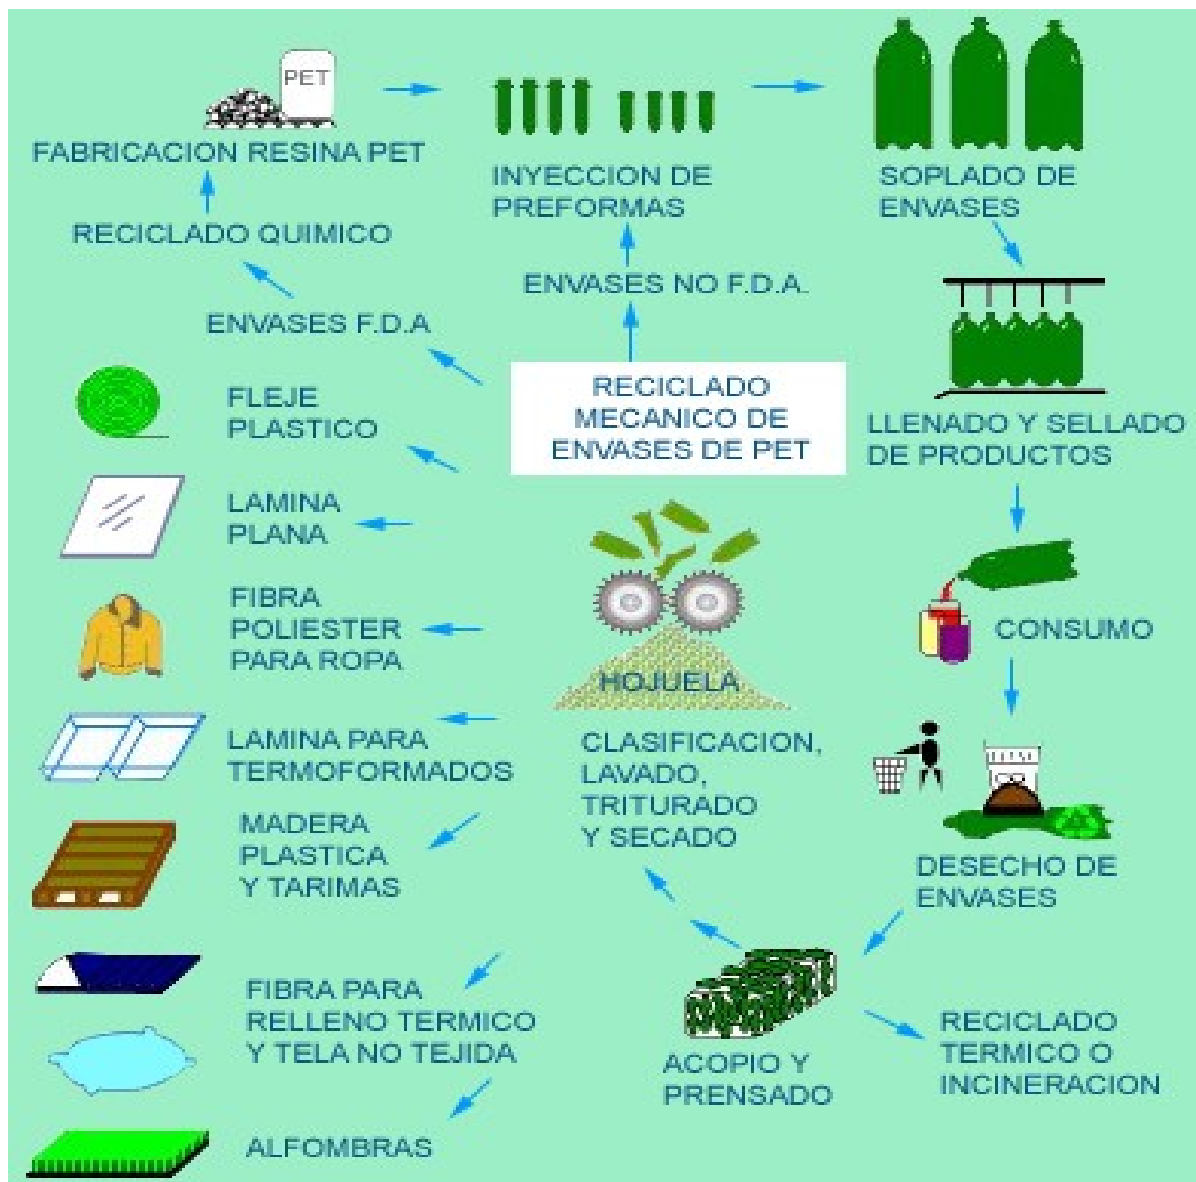 PET
FABRICACION RESINA PET
INYECCION DE
PREFORMAS
SOPLADO DE
ENVASES
RECICLADO QUIMICO
ENVASES NO F.D.A.
ENVASES F.D.A
RECICLADO
MECANICO DE
ENVASES DE PET
LLENADO Y SELLADO
DE PRODUCTOS
FLEJE
PLASTICO
LAMINA
PLANA
FIBRA
POLIESTER
PARA ROPA
CONSUMO
HOJUELA
LAMINA PARA
TERMOFORMADOS
CLASIFICACION,
LAVADO,
TRITURADO
Y SECADO
MADERA
PLASTICA
Y TARIMAS
DESECHO DE
ENVASES
FIBRA PARA
RELLENO TERMICO
Y TELA NO TEJIDA
ACOPIO Y
PRENSADO
RECICLADO
TERMICO O
INCINERACION
ALFOMBRAS